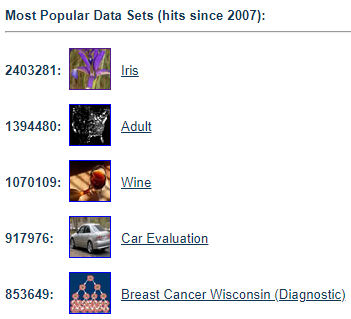 Most Popular Data Sets (hits since 2007):
2403281: Iris
1394480: Adult
1070109: Wine
917976: Car Evaluation
853649: Breast Cancer Wisconsin (Diagnostic)